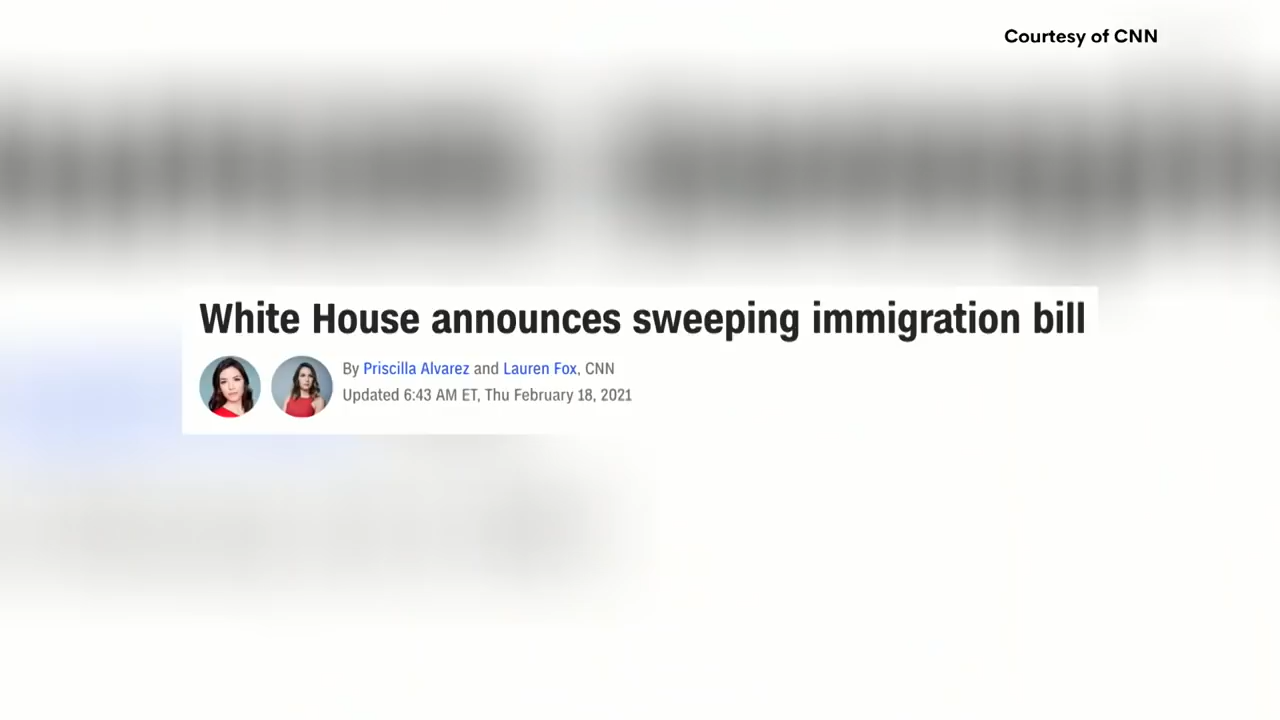 Courtesy of CNN
White House announces sweeping immigration bill
By Priscilla Alvarez and Lauren Fox, CNN
Updated 6:43 AM ET, Thu February 18, 2021